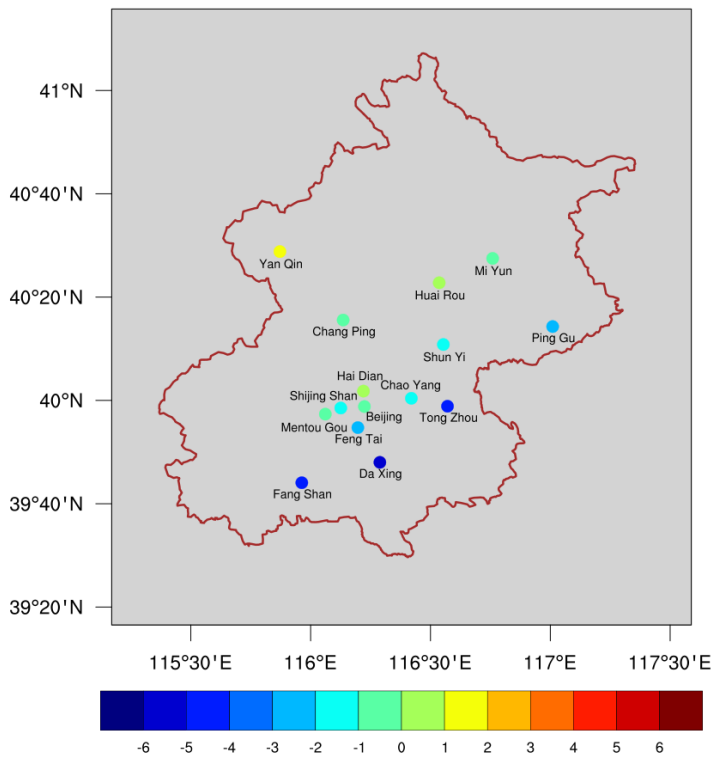 41°N
40°40'N
Yan Qin
Mi Yun
Huai Rou
40°20'N
Chang Ping
Ping Gu
Shun Yi
Hai Dian
Chao Yang
Shijing Shan
40°N
Beijing
Tong Zhou
Mentou Gou
Feng Tai
Da Xing
Fang Shan
39°40'N
39°20'N
115°30'E 116°E 116°30'E 117°E 117°30'E
-6 -5 -4 -3 -2 -1 0 1 2 3 4 5 6